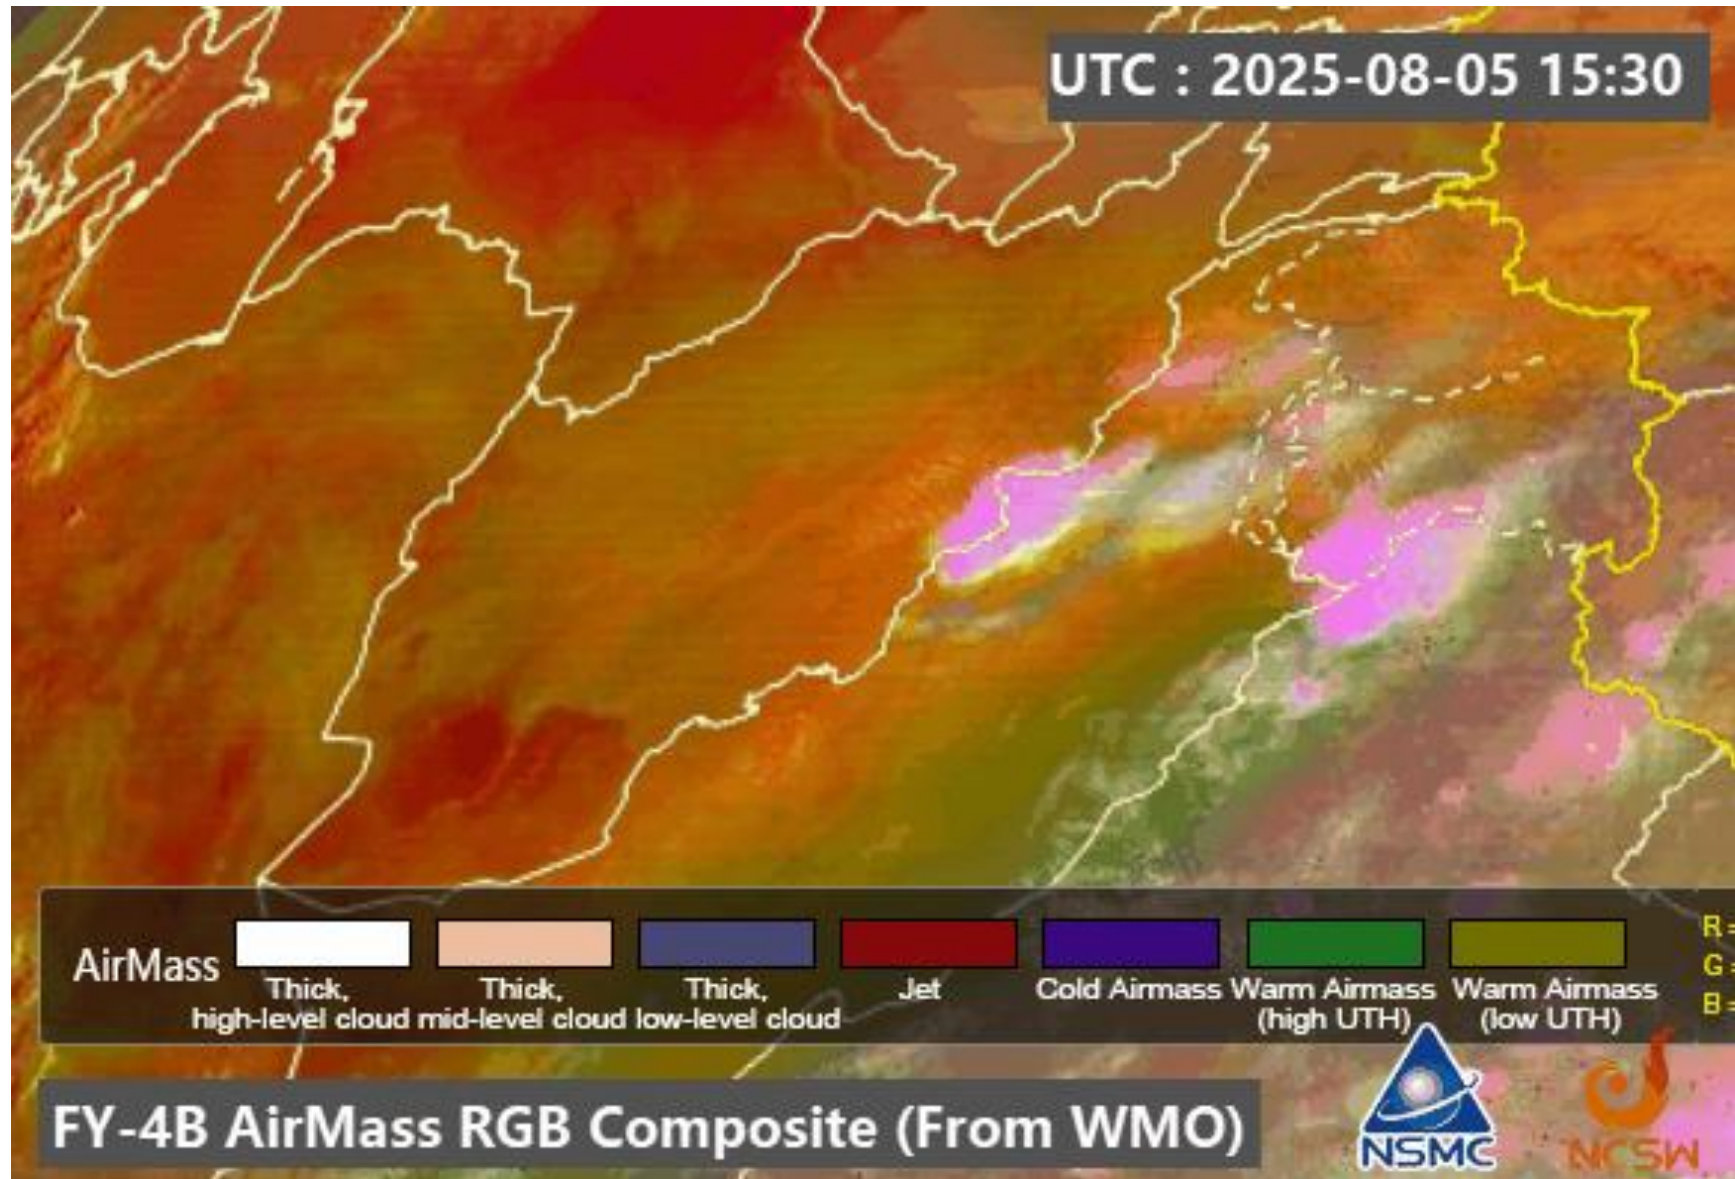 UTC : 2025-08-05 15:30
AirMass
Thick,
high-level cloud
Thick,
mid-level cloud
Thick,
low-level cloud
Jet
Cold Airmass
Warm Airmass
(high UTH)
Warm Airmass
(low UTH)
R=
G=
B=
FY-4B AirMass RGB Composite (From WMO)
NSMC
NCSW